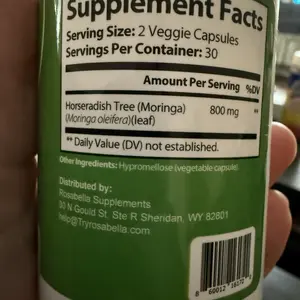 Supplement Facts
Serving Size: 2 Veggie Capsules
Servings Per Container: 30
Amount Per Serving %DV
Horseradish Tree (Moringa) 800 mg **
(Moringa oleifera)(leaf)
** Daily Value (DV) not established.
Other Ingredients: Hypromellose (vegetable capsule).
Distributed by:
Rosabella Supplements
30 N Gould St. Ste R Sheridan, WY 82801
help@Tryrosabella.com